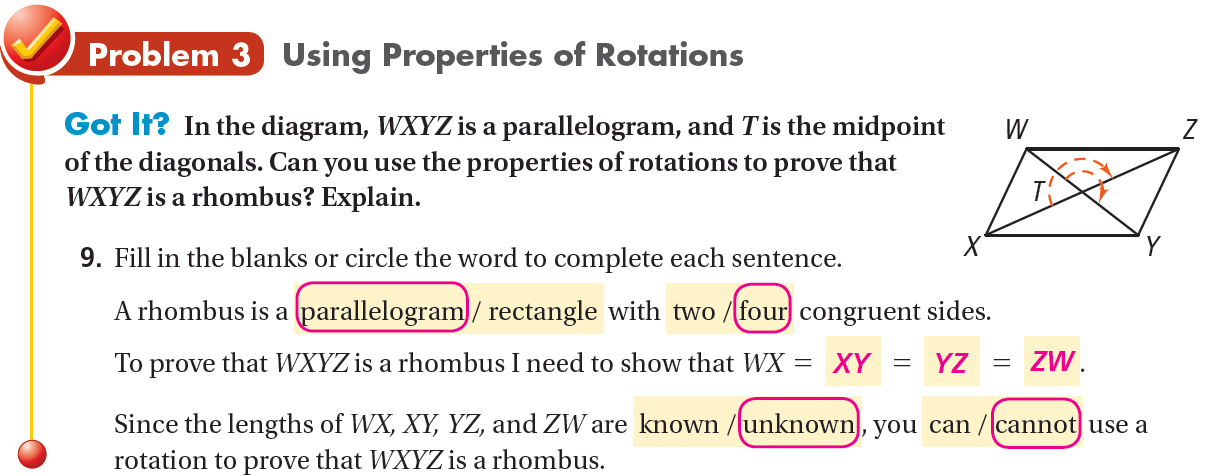 Problem 3 Using Properties of Rotations
Got It? In the diagram, WXYZ is a parallelogram, and T is the midpoint
of the diagonals. Can you use the properties of rotations to prove that
WXYZ is a rhombus? Explain.
W Z
T
X Y
9. Fill in the blanks or circle the word to complete each sentence.
A rhombus is a parallelogram / rectangle with two / four congruent sides.
To prove that WXYZ is a rhombus I need to show that WX = XY = YZ = ZW.
Since the lengths of WX, XY, YZ, and ZW are known / unknown, you can / cannot use a
rotation to prove that WXYZ is a rhombus.